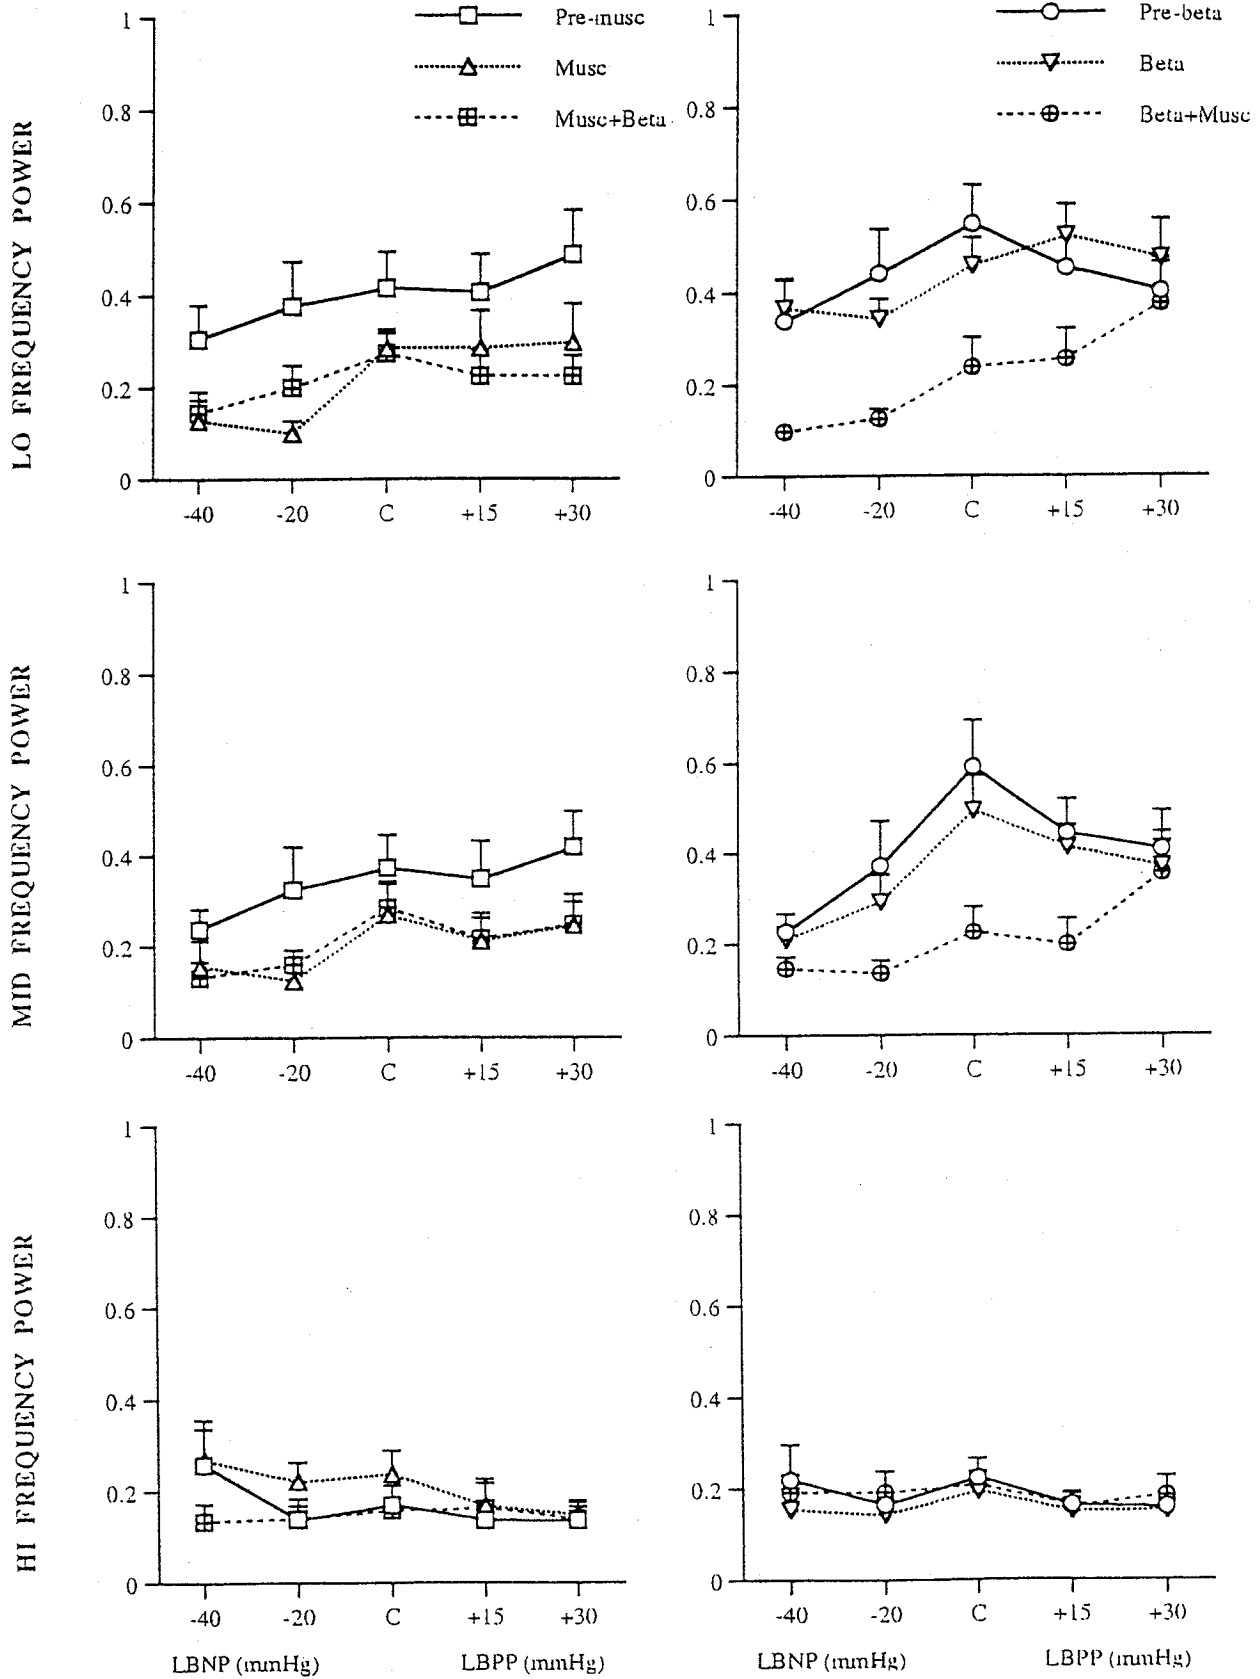 Pre-musc
Musc
Musc+Beta
Pre-beta
Beta
Beta+Musc
LO FREQUENCY POWER
1
0.8
0.6
0.4
0.2
0
-40 -20 C +15 +30
1
0.8
0.6
0.4
0.2
0
-40 -20 C +15 +30
MID FREQUENCY POWER
1
0.8
0.6
0.4
0.2
0
-40 -20 C +15 +30
1
0.8
0.6
0.4
0.2
0
-40 -20 C +15 +30
HI FREQUENCY POWER
1
0.8
0.6
0.4
0.2
0
-40 -20 C +15 +30
LBNP (mmHg) LBPP (mmHg)
1
0.8
0.6
0.4
0.2
0
-40 -20 C +15 +30
LBNP (mmHg) LBPP (mmHg)